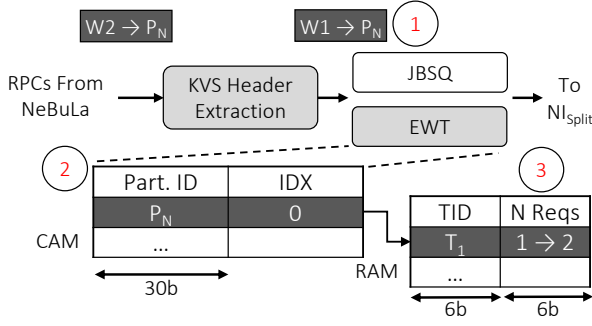 W2 → P_N
W1 → P_N
1
RPCs From
NeBuLa
KVS Header
Extraction
JBSQ
EWT
To
NI_Split
2
3
Part. ID
IDX
P_N
0
...
CAM
30b
TID
N Reqs
T_1
1 → 2
...
RAM
6b
6b